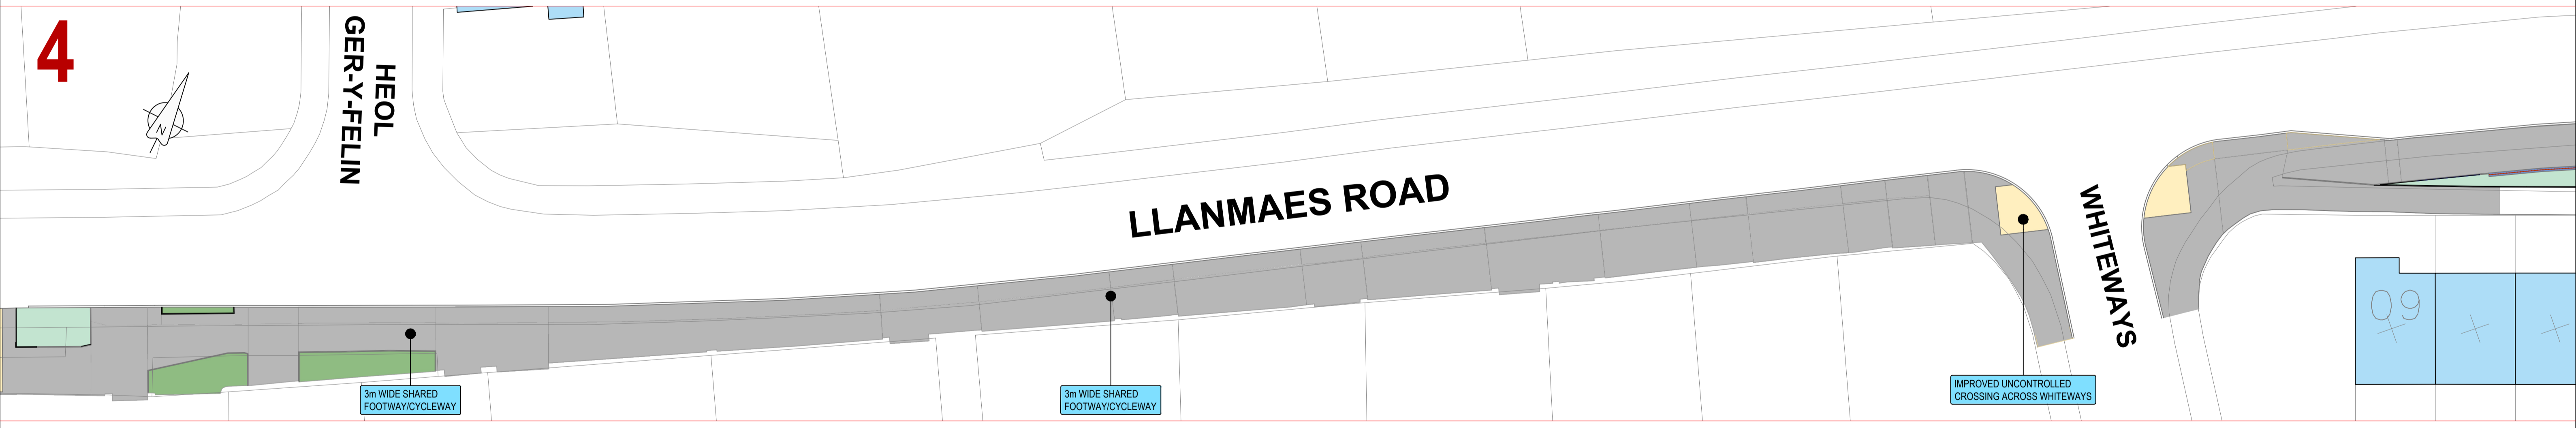 4
N
HEOL
GER-Y-FELIN
LLANMAES ROAD
WHITEWAYS
3m WIDE SHARED
FOOTWAY/CYCLEWAY
3m WIDE SHARED
FOOTWAY/CYCLEWAY
IMPROVED UNCONTROLLED
CROSSING ACROSS WHITEWAYS
60